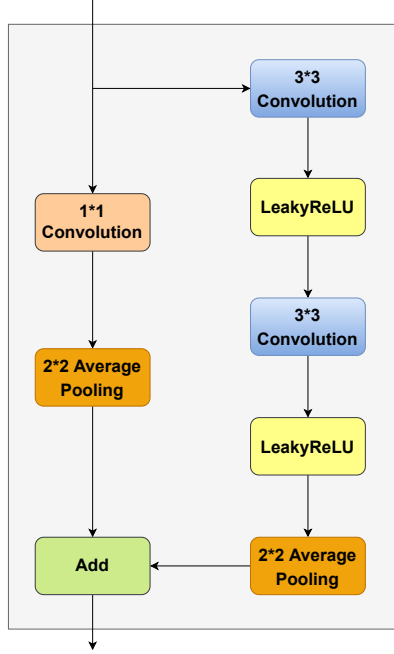 3*3
Convolution
LeakyReLU
1*1
Convolution
3*3
Convolution
2*2 Average
Pooling
LeakyReLU
Add
2*2 Average
Pooling